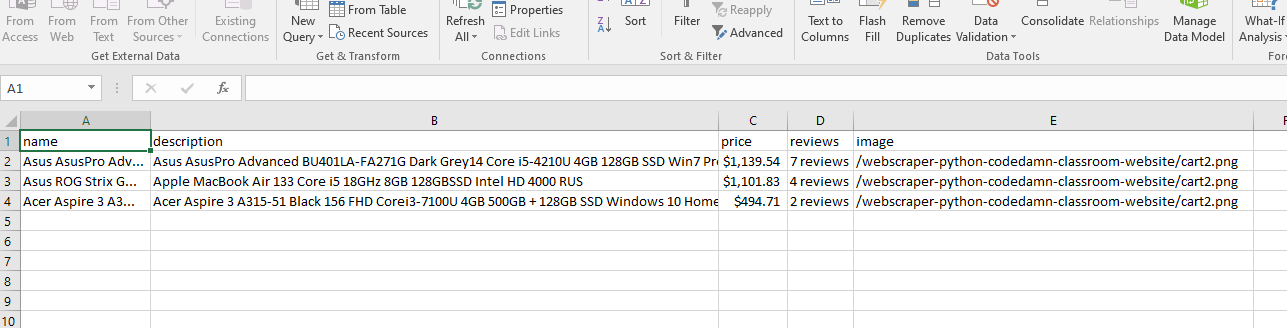 From Access
From Web
From Text
From Other Sources
Existing Connections
New Query
From Table
Recent Sources
Refresh All
Properties
Edit Links
Sort
Filter
Reapply
Advanced
Text to Columns
Flash Fill
Remove Duplicates
Data Validation
Consolidate
Relationships
Manage Data Model
What-If Analysis
Get External Data
Get & Transform
Connections
Sort & Filter
Data Tools
A1
fx
A B C D E
1 name description price reviews image
2 Asus AsusPro Adv... Asus AsusPro Advanced BU401LA-FA271G Dark Grey14 Core i5-4210U 4GB 128GB SSD Win7 Pr $1,139.54 7 reviews /webscraper-python-codedamn-classroom-website/cart2.png
3 Asus ROG Strix G... Apple MacBook Air 133 Core i5 18GHz 8GB 128GBSSD Intel HD 4000 RUS $1,101.83 4 reviews /webscraper-python-codedamn-classroom-website/cart2.png
4 Acer Aspire 3 A3... Acer Aspire 3 A315-51 Black 156 FHD Corei3-7100U 4GB 500GB + 128GB SSD Windows 10 Home $494.71 2 reviews /webscraper-python-codedamn-classroom-website/cart2.png
5
6
7
8
9
10